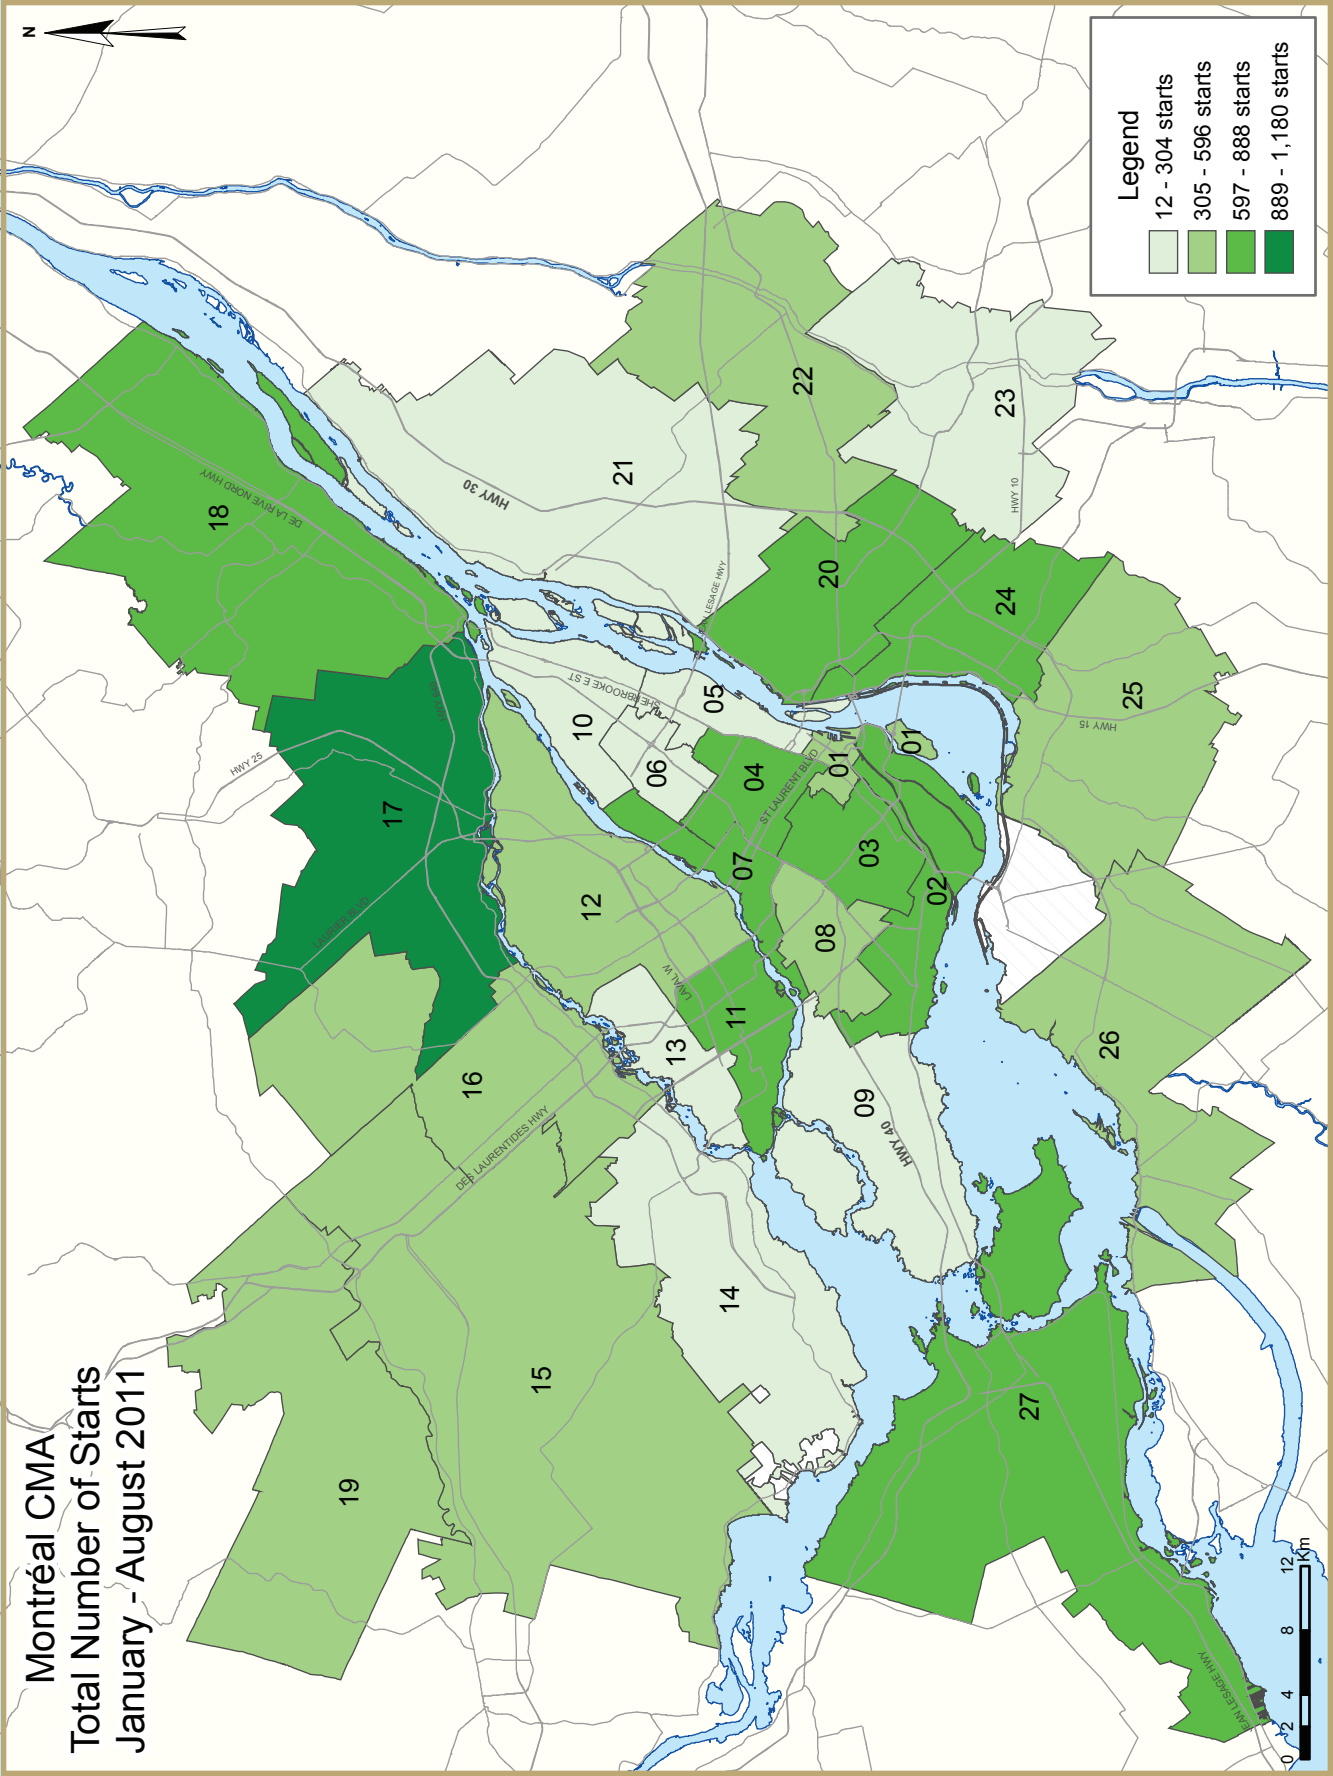 Montréal CMA
Total Number of Starts
January - August 2011
N
Legend
12 - 304 starts
305 - 596 starts
597 - 888 starts
889 - 1,180 starts
18
DE LA RIVE NORD HWY
17
HWY 25
LAURIER BLVD
16
DES LAURENTIDES HWY
19
15
14
13
12
LAVAL W
11
10
SHERBROOKE E ST
05
06
04
ST LAURENT BLVD
07
01
01
03
02
08
09
HWY 40
HWY 30
21
LESAGE HWY
22
20
23
HWY 10
24
25
HWY 15
26
27
JEAN LESAGE HWY
0 2 4 8 12
Km